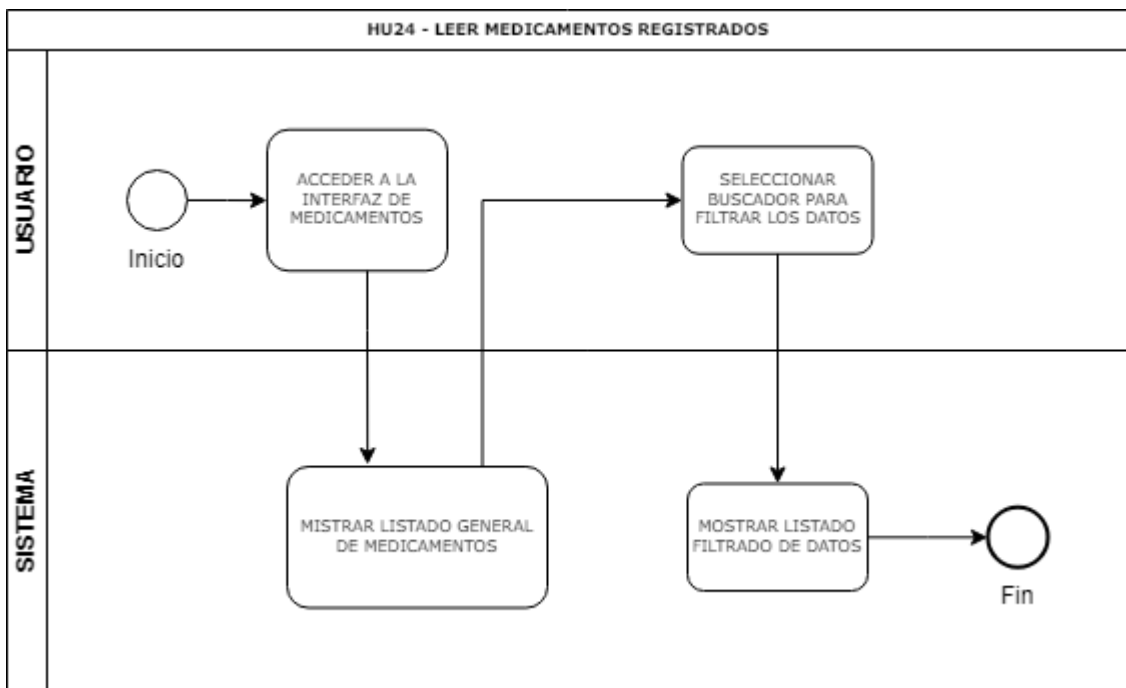 HU24 - LEER MEDICAMENTOS REGISTRADOS
USUARIO
Inicio
ACCEDER A LA
INTERFAZ DE
MEDICAMENTOS
SELECCIONAR
BUSCADOR PARA
FILTRAR LOS DATOS
SISTEMA
MISTRAR LISTADO GENERAL
DE MEDICAMENTOS
MOSTRAR LISTADO
FILTRADO DE DATOS
Fin